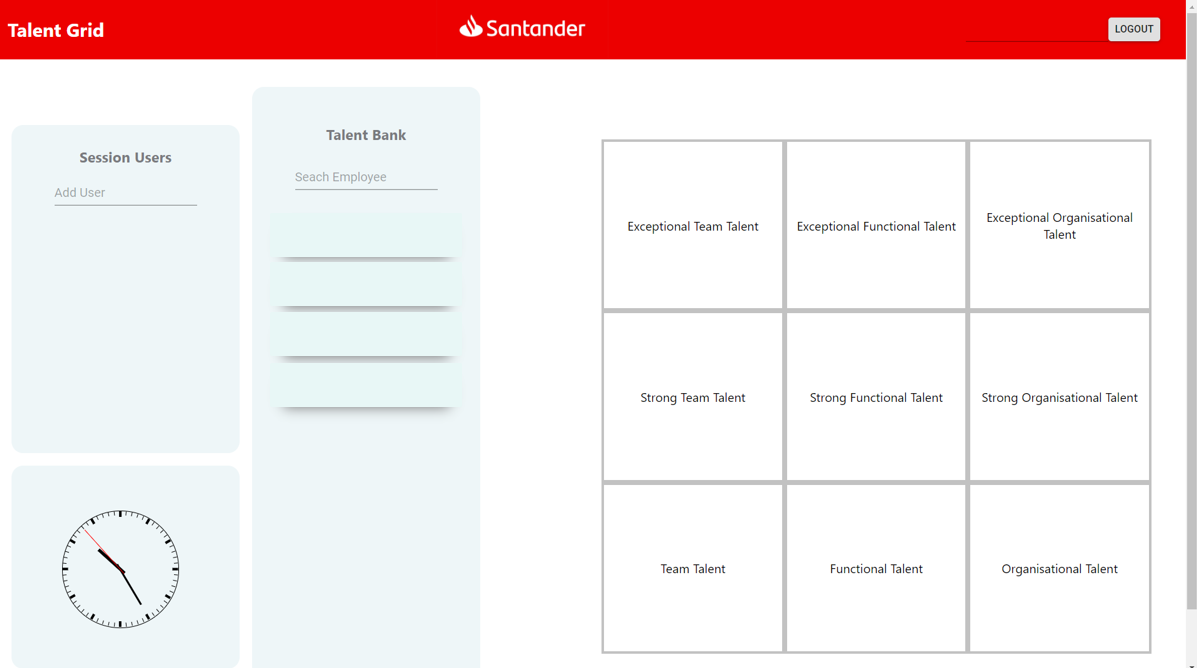 Talent Grid
Santander
LOGOUT
Session Users
Add User
Talent Bank
Seach Employee
Exceptional Team Talent
Exceptional Functional Talent
Exceptional Organisational
Talent
Strong Team Talent
Strong Functional Talent
Strong Organisational Talent
Team Talent
Functional Talent
Organisational Talent